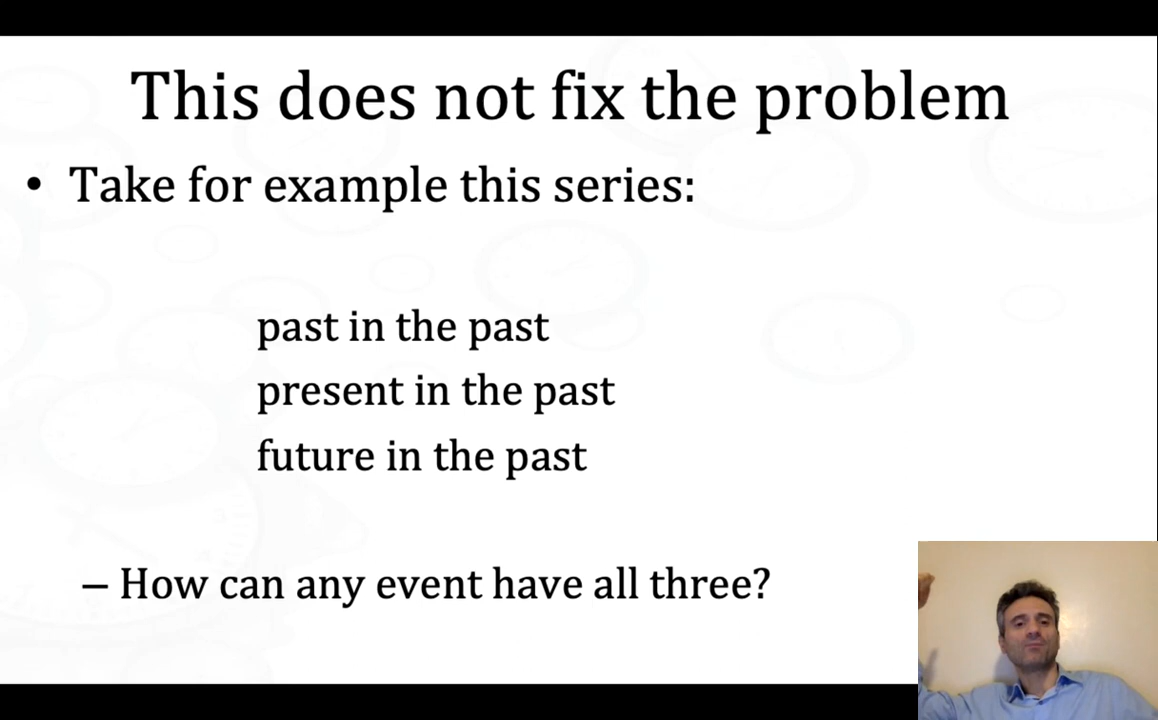 This does not fix the problem
• Take for example this series:
past in the past
present in the past
future in the past
– How can any event have all three?